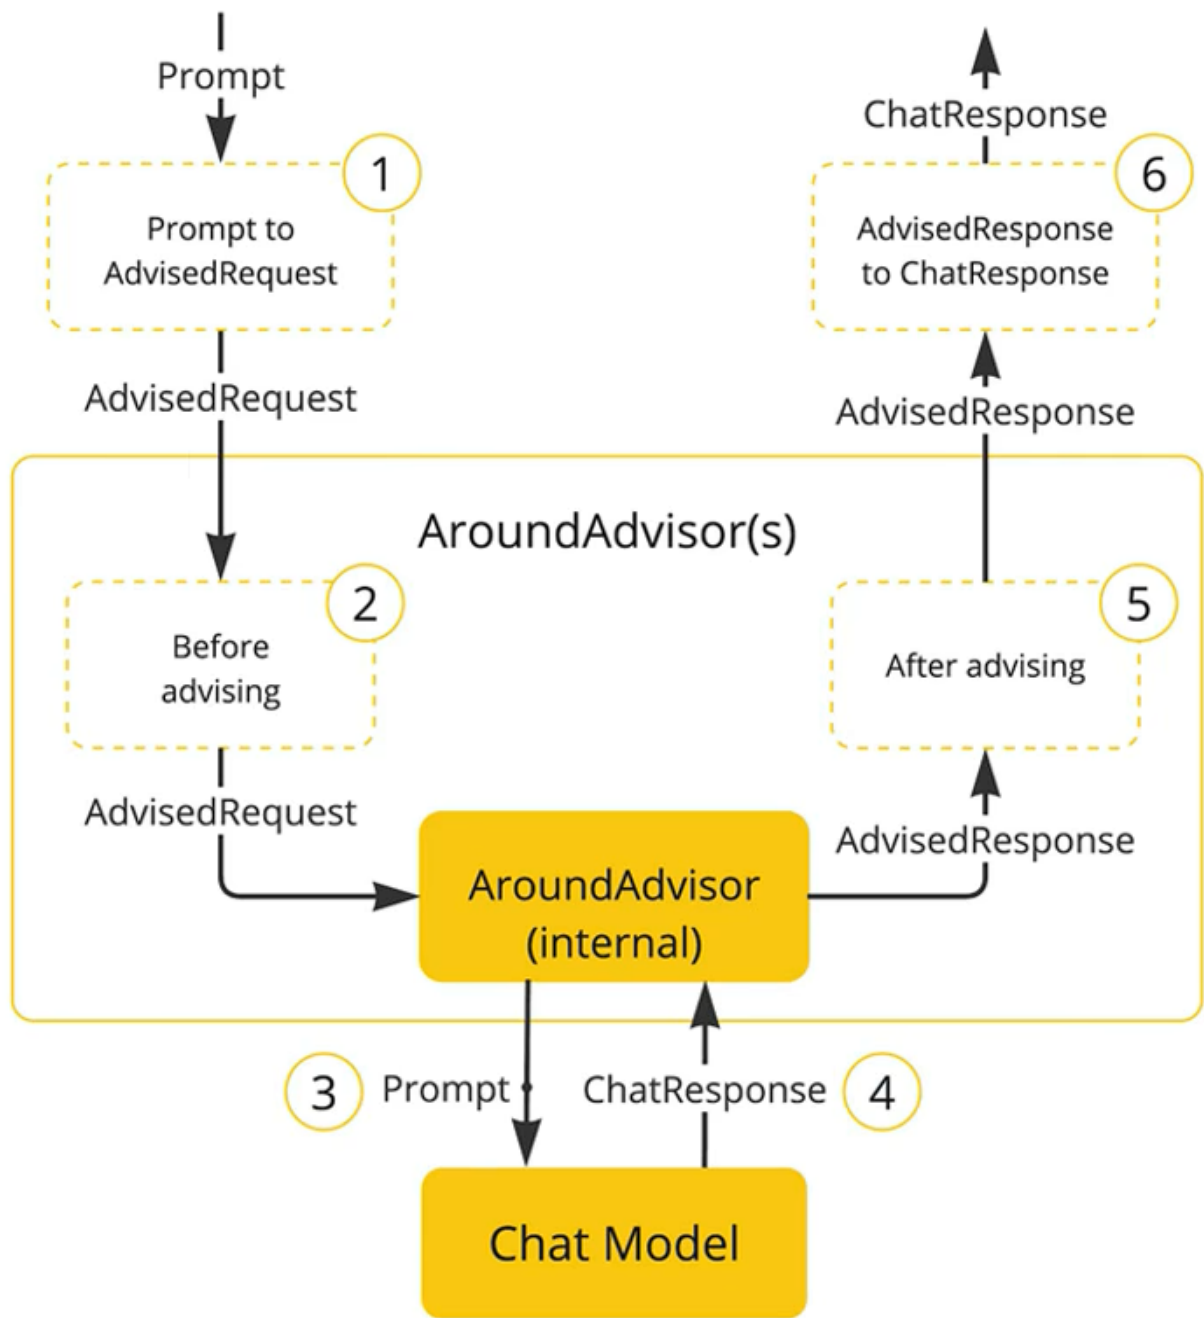 Prompt
1
Prompt to
AdvisedRequest
AdvisedRequest
ChatResponse
6
AdvisedResponse
to ChatResponse
AdvisedResponse
AroundAdvisor(s)
2
Before
advising
AdvisedRequest
5
After advising
AdvisedResponse
AroundAdvisor
(internal)
3
Prompt
ChatResponse
4
Chat Model